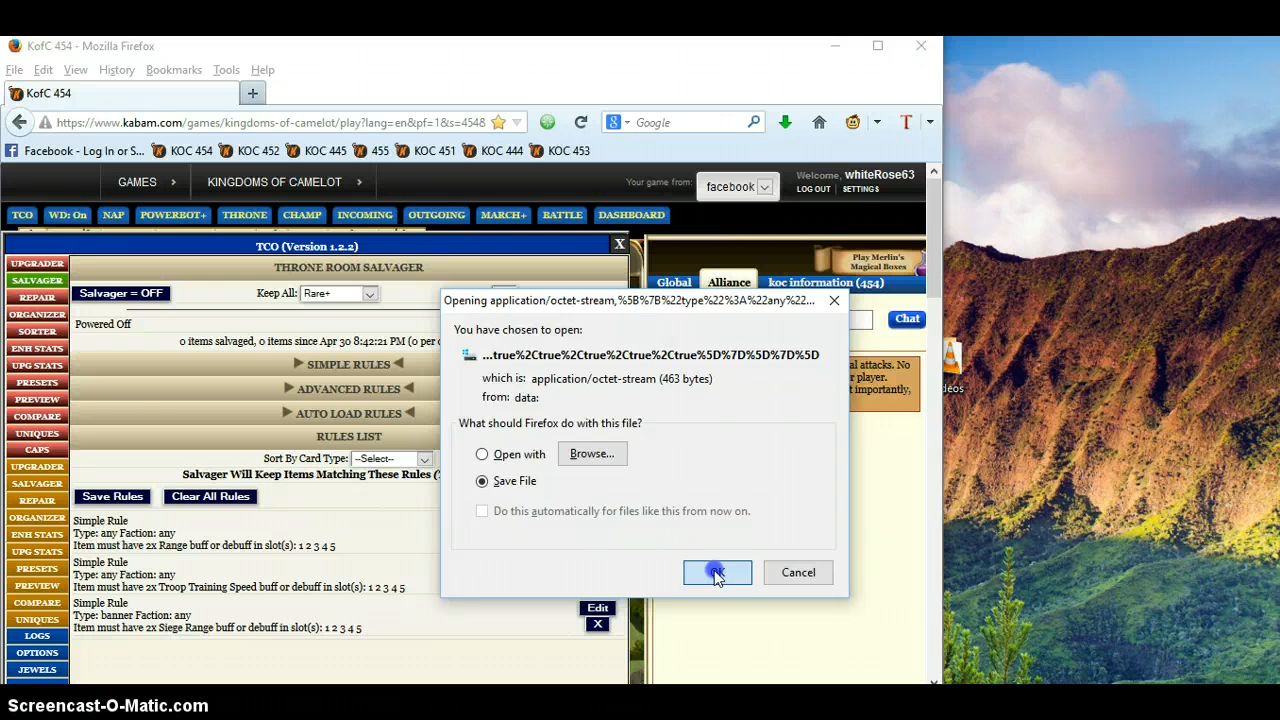 KofC 454 - Mozilla Firefox
File Edit View History Bookmarks Tools Help
KofC 454
https://www.kabam.com/games/kingdoms-of-camelot/play?lang=en&pf=1&s=4548
Google
Facebook - Log In or S... KOC 454 KOC 452 KOC 445 455 KOC 451 KOC 444 KOC 453
GAMES > KINGDOMS OF CAMELOT >
Your game from: facebook
Welcome, whiteRose63
LOG OUT SETTINGS
TCO WD: On NAP POWERBOT+ THRONE CHAMP INCOMING OUTGOING MARCH+ BATTLE DASHBOARD
TCO (Version 1.2.2) X
UPGRADER
SALVAGER
REPAIR
ORGANIZER
SORTER
ENH STATS
UPG STATS
PRESETS
PREVIEW
COMPARE
UNIQUES
CAPS
UPGRADER
SALVAGER
REPAIR
ORGANIZER
ENH STATS
UPG STATS
PRESETS
PREVIEW
COMPARE
UNIQUES
LOGS
OPTIONS
JEWELS
THRONE ROOM SALVAGER
Salvager = OFF Keep All: Rare+
Powered Off
0 items salvaged, 0 items since Apr 30 8:42:21 PM (0 per
SIMPLE RULES
ADVANCED RULES
AUTO LOAD RULES
RULES LIST
Sort By Card Type: --Select--
Salvager Will Keep Items Matching These Rules
Save Rules Clear All Rules
Simple Rule
Type: any Faction: any
Item must have 2x Range buff or debuff in slot(s): 1 2 3 4 5
Simple Rule
Type: any Faction: any
Item must have 2x Troop Training Speed buff or debuff in slot(s): 1 2 3 4 5
Simple Rule
Type: banner Faction: any
Item must have 2x Siege Range buff or debuff in slot(s): 1 2 3 4 5
Edit
X
Play Merlin's
Magical Boxes
Global Alliance koc information (454)
Chat
al attacks. No
r player.
important,
deos
Opening application/octet-stream,%5B%7B%22type%22%3A%22any%22...
You have chosen to open:
...true%2Ctrue%2Ctrue%2Ctrue%2Ctrue%5D%7D%5D%7D%5D
which is: application/octet-stream (463 bytes)
from: data:
What should Firefox do with this file?
Open with Browse...
Save File
Do this automatically for files like this from now on.
OK Cancel
Screencast-O-Matic.com